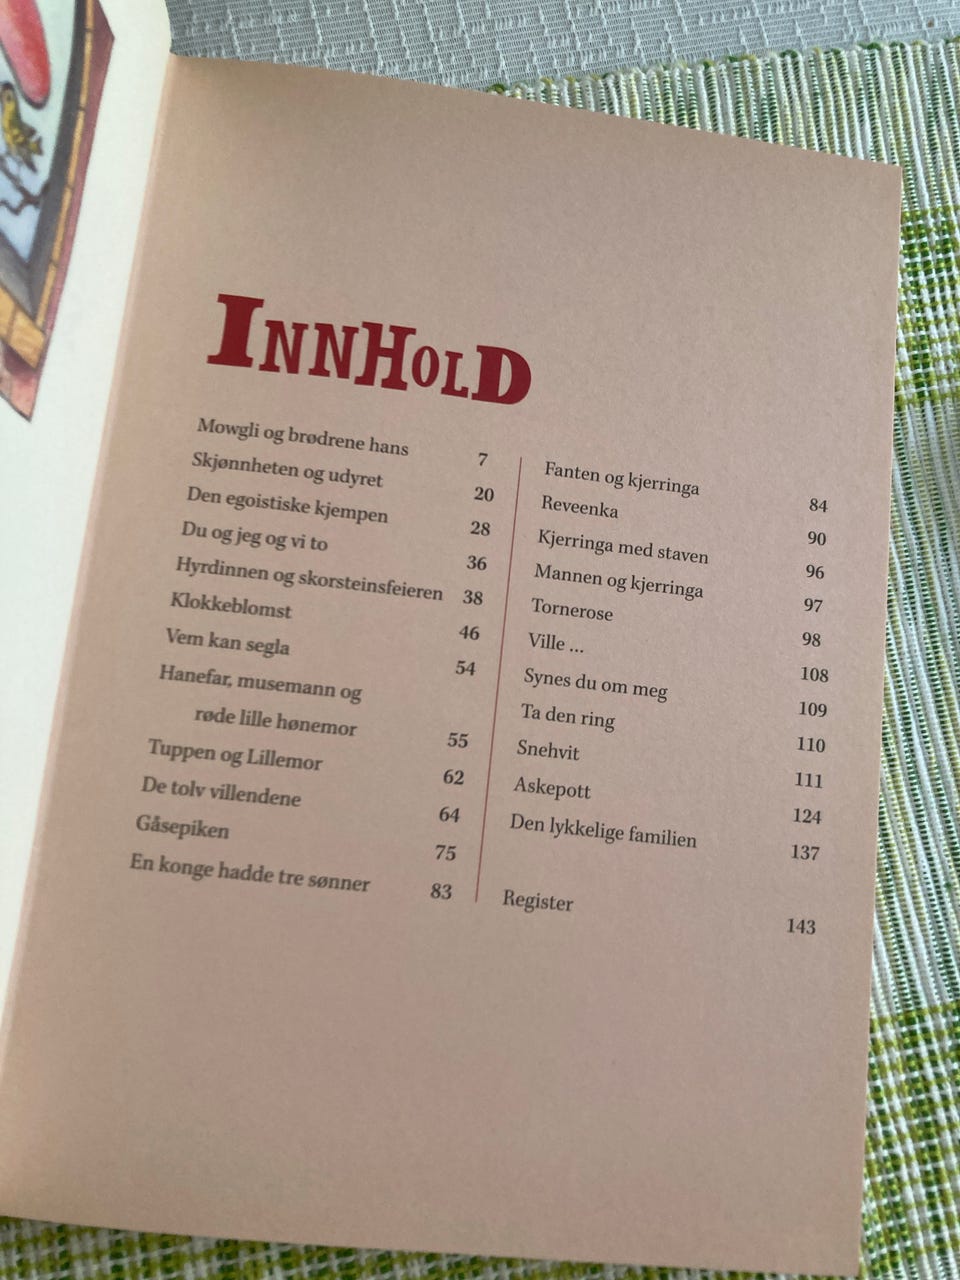 INNHOLD
Mowgli og brødrene hans 7
Skjønnheten og udyret 20
Den egoistiske kjempen 28
Du og jeg og vi to 36
Hyrdinnen og skorsteinsfeieren 38
Klokkeblomst 46
Vem kan segla 54
Hanefar, musemann og
røde lille hønemor 55
Tuppen og Lillemor 62
De tolv villendene 64
Gåsepiken 75
En konge hadde tre sønner 83
Fanten og kjerringa 84
Reveenka 90
Kjerringa med staven 96
Mannen og kjerringa 97
Tornerose 98
Ville ... 108
Synes du om meg 109
Ta den ring 110
Snehvit 111
Askepott 124
Den lykkelige familien 137
Register 143